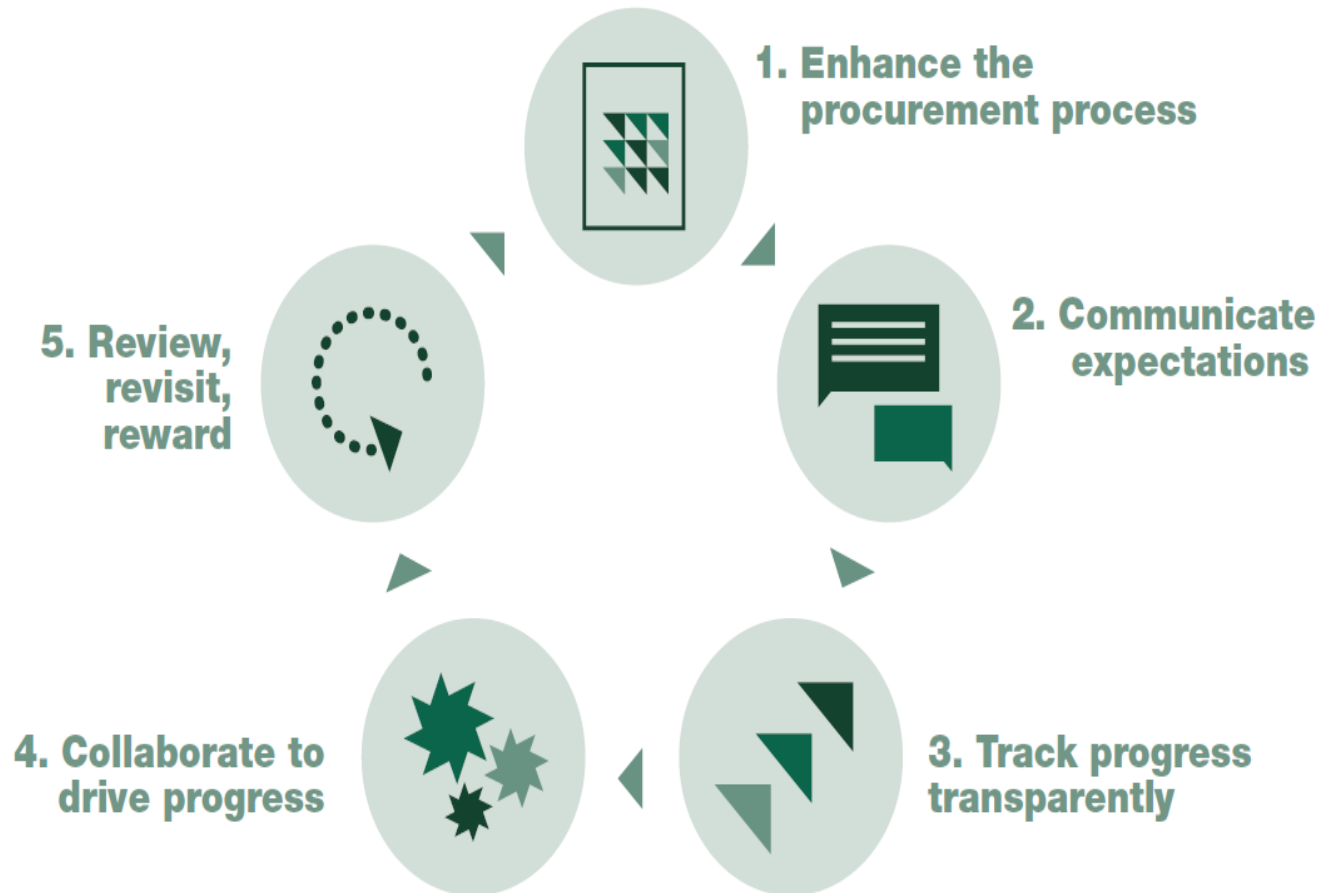 1. Enhance the
procurement process
2. Communicate
expectations
3. Track progress
transparently
4. Collaborate to
drive progress
5. Review,
revisit,
reward